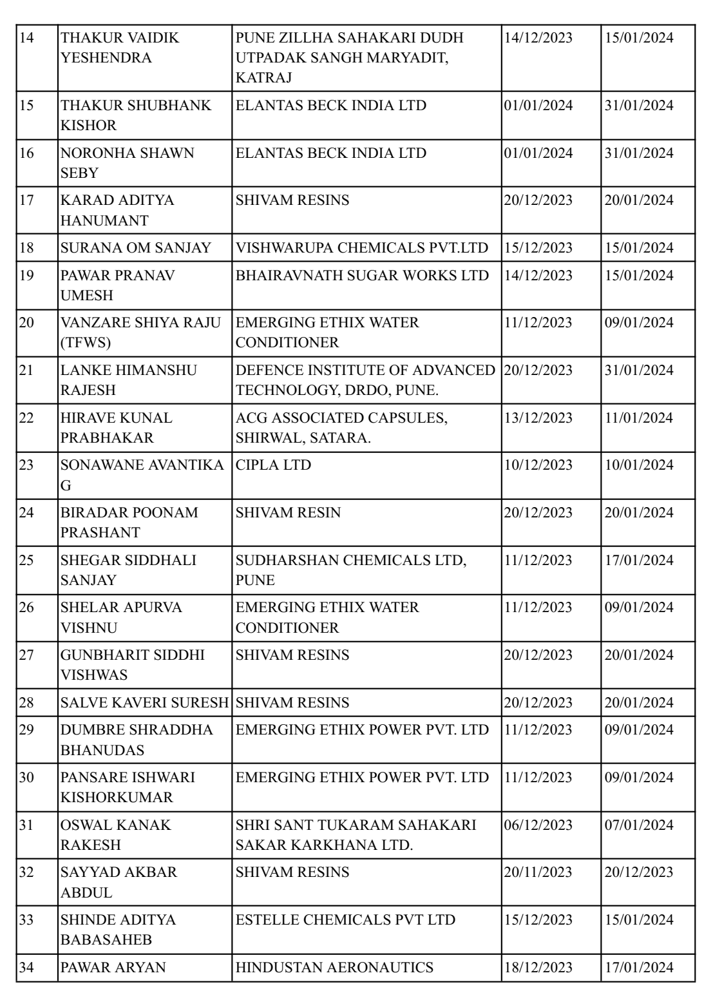 14 THAKUR VAIDIK PUNE ZILLHA SAHAKARI DUDH 14/12/2023 15/01/2024
YESHENDRA UTPADAK SANGH MARYADIT,
KATRAJ
15 THAKUR SHUBHANK ELANTAS BECK INDIA LTD 01/01/2024 31/01/2024
KISHOR
16 NORONHA SHAWN ELANTAS BECK INDIA LTD 01/01/2024 31/01/2024
SEBY
17 KARAD ADITYA SHIVAM RESINS 20/12/2023 20/01/2024
HANUMANT
18 SURANA OM SANJAY VISHWARUPA CHEMICALS PVT.LTD 15/12/2023 15/01/2024
19 PAWAR PRANAV BHAIRAVNATH SUGAR WORKS LTD 14/12/2023 15/01/2024
UMESH
20 VANZARE SHIYA RAJU EMERGING ETHIX WATER 11/12/2023 09/01/2024
(TFWS) CONDITIONER
21 LANKE HIMANSHU DEFENCE INSTITUTE OF ADVANCED 20/12/2023 31/01/2024
RAJESH TECHNOLOGY, DRDO, PUNE.
22 HIRAVE KUNAL ACG ASSOCIATED CAPSULES, 13/12/2023 11/01/2024
PRABHAKAR SHIRWAL, SATARA.
23 SONAWANE AVANTIKA CIPLA LTD 10/12/2023 10/01/2024
G
24 BIRADAR POONAM SHIVAM RESIN 20/12/2023 20/01/2024
PRASHANT
25 SHEGAR SIDDHALI SUDHARSHAN CHEMICALS LTD, 11/12/2023 17/01/2024
SANJAY PUNE
26 SHELAR APURVA EMERGING ETHIX WATER 11/12/2023 09/01/2024
VISHNU CONDITIONER
27 GUNBHARIT SIDDHI SHIVAM RESINS 20/12/2023 20/01/2024
VISHWAS
28 SALVE KAVERI SURESH SHIVAM RESINS 20/12/2023 20/01/2024
29 DUMBRE SHRADDHA EMERGING ETHIX POWER PVT. LTD 11/12/2023 09/01/2024
BHANUDAS
30 PANSARE ISHWARI EMERGING ETHIX POWER PVT. LTD 11/12/2023 09/01/2024
KISHORKUMAR
31 OSWAL KANAK SHRI SANT TUKARAM SAHAKARI 06/12/2023 07/01/2024
RAKESH SAKAR KARKHANA LTD.
32 SAYYAD AKBAR SHIVAM RESINS 20/11/2023 20/12/2023
ABDUL
33 SHINDE ADITYA ESTELLE CHEMICALS PVT LTD 15/12/2023 15/01/2024
BABASAHEB
34 PAWAR ARYAN HINDUSTAN AERONAUTICS 18/12/2023 17/01/2024